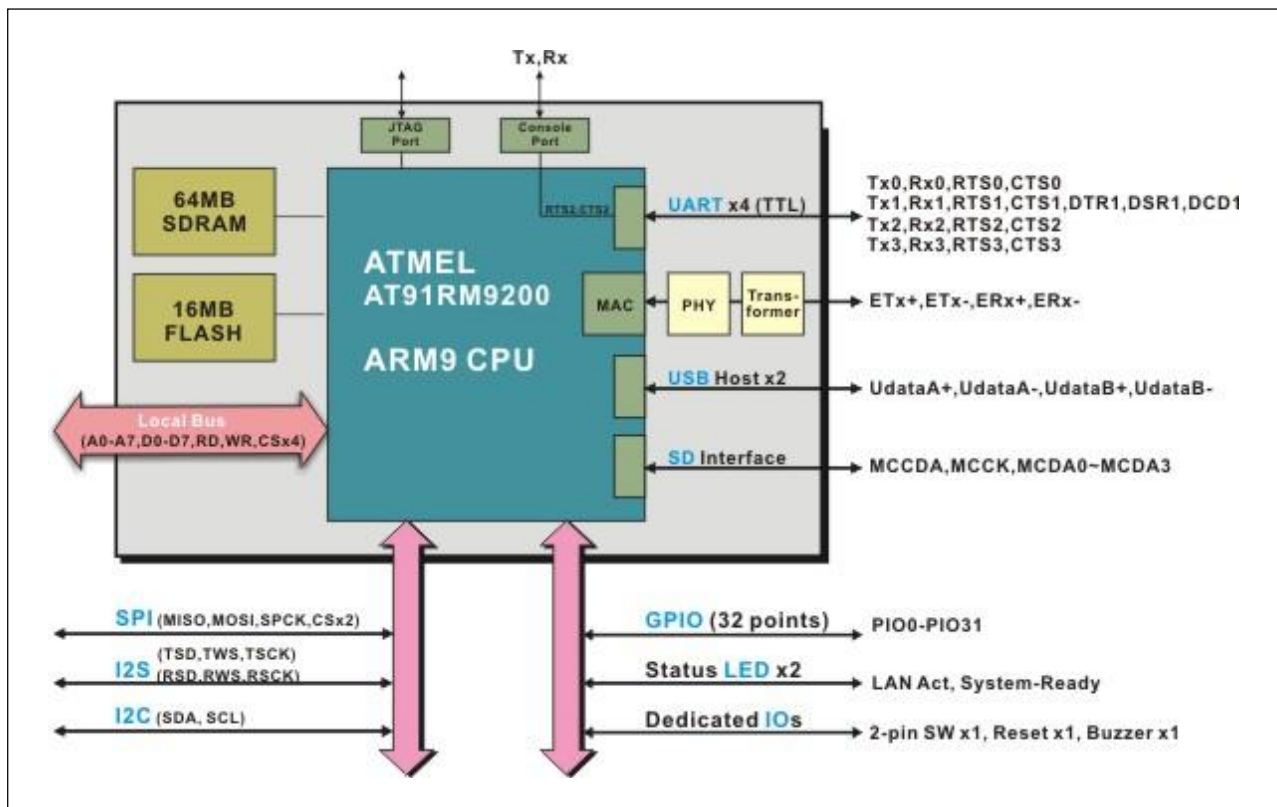 Tx,Rx
JTAG
Port
Console
Port
64MB
SDRAM
16MB
FLASH
RTS2,CTS2
UART x4 (TTL)
Tx0,Rx0,RTS0,CTS0
Tx1,Rx1,RTS1,CTS1,DTR1,DSR1,DCD1
Tx2,Rx2,RTS2,CTS2
Tx3,Rx3,RTS3,CTS3
ATMEL
AT91RM9200
ARM9 CPU
MAC
PHY
Trans-
former
ETx+,ETx-,ERx+,ERx-
USB Host x2
UdataA+,UdataA-,UdataB+,UdataB-
Local Bus
(A0-A7,D0-D7,RD,WR,CSx4)
SD Interface
MCCDA,MCCK,MCDA0~MCDA3
SPI (MISO,MOSI,SPCK,CSx2)
(TSD,TWS,TSCK)
I2S (RSD,RWS,RSCK)
I2C (SDA, SCL)
GPIO (32 points)
PIO0-PIO31
Status LED x2
LAN Act, System-Ready
Dedicated IOs
2-pin SW x1, Reset x1, Buzzer x1